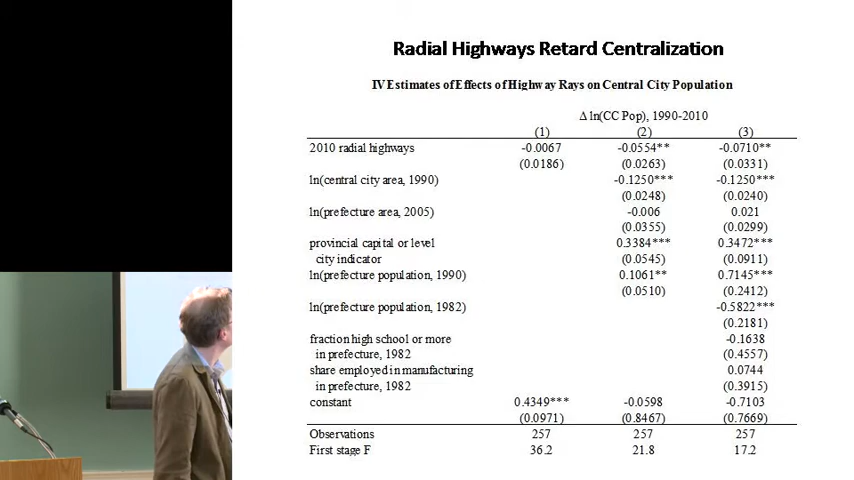 Radial Highways Retard Centralization
IV Estimates of Effects of Highway Rays on Central City Population
Δ ln(CC Pop), 1990-2010
(1) (2) (3)
2010 radial highways -0.0067 -0.0554** -0.0710**
(0.0186) (0.0263) (0.0331)
ln(central city area, 1990) -0.1250*** -0.1250***
(0.0248) (0.0240)
ln(prefecture area, 2005) -0.006 0.021
(0.0355) (0.0299)
provincial capital or level 0.3384*** 0.3472***
city indicator (0.0545) (0.0911)
ln(prefecture population, 1990) 0.1061** 0.7145***
(0.0510) (0.2412)
ln(prefecture population, 1982) -0.5822***
(0.2181)
fraction high school or more -0.1638
in prefecture, 1982 (0.4557)
share employed in manufacturing 0.0744
in prefecture, 1982 (0.3915)
constant 0.4349*** -0.0598 -0.7103
(0.0971) (0.8467) (0.7669)
Observations 257 257 257
First stage F 36.2 21.8 17.2